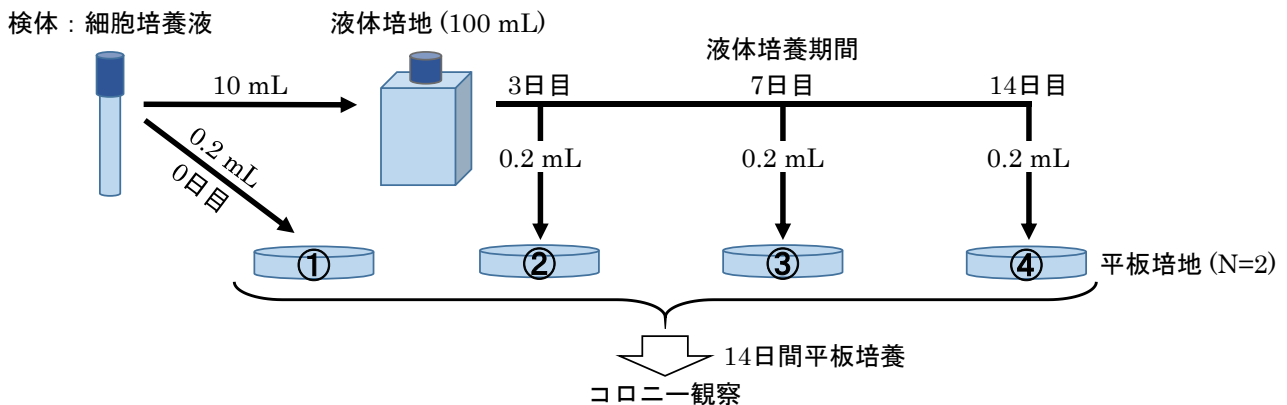 検体：細胞培養液
液体培地 (100 mL)
液体培養期間
10 mL
3日目
7日目
14日目
0.2 mL
0日目
0.2 mL
0.2 mL
0.2 mL
①
②
③
④
平板培地 (N=2)
14日間平板培養
コロニー観察